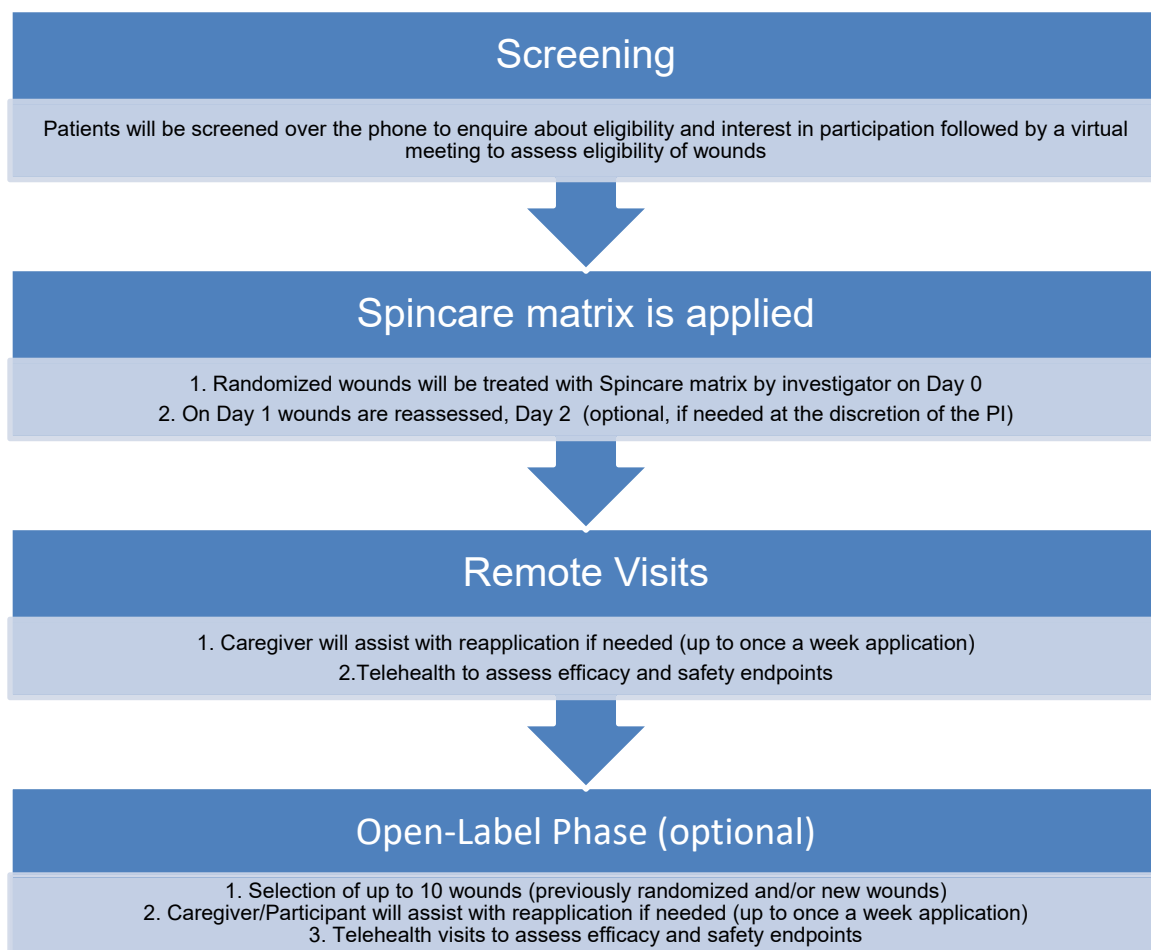 Screening
Patients will be screened over the phone to enquire about eligibility and interest in participation followed by a virtual
meeting to assess eligibility of wounds
Spincare matrix is applied
1. Randomized wounds will be treated with Spincare matrix by investigator on Day 0
2. On Day 1 wounds are reassessed, Day 2  (optional, if needed at the discretion of the PI)
Remote Visits
1. Caregiver will assist with reapplication if needed (up to once a week application)
2.Telehealth to assess efficacy and safety endpoints
Open-Label Phase (optional)
1. Selection of up to 10 wounds (previously randomized and/or new wounds)
2. Caregiver/Participant will assist with reapplication if needed (up to once a week application)
3. Telehealth visits to assess efficacy and safety endpoints